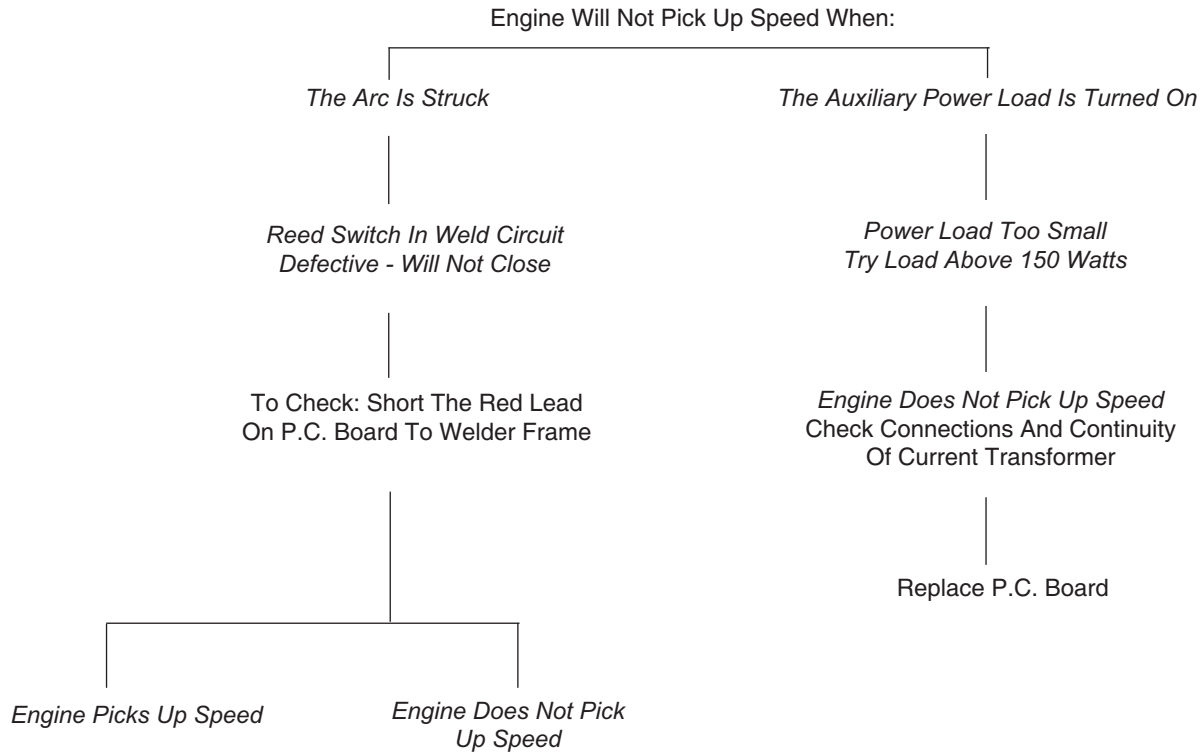 Engine Will Not Pick Up Speed When:
The Arc Is Struck
The Auxiliary Power Load Is Turned On
Reed Switch In Weld Circuit
Defective - Will Not Close
Power Load Too Small
Try Load Above 150 Watts
To Check: Short The Red Lead
On P.C. Board To Welder Frame
Engine Does Not Pick Up Speed
Check Connections And Continuity
Of Current Transformer
Replace P.C. Board
Engine Picks Up Speed
Engine Does Not Pick
Up Speed